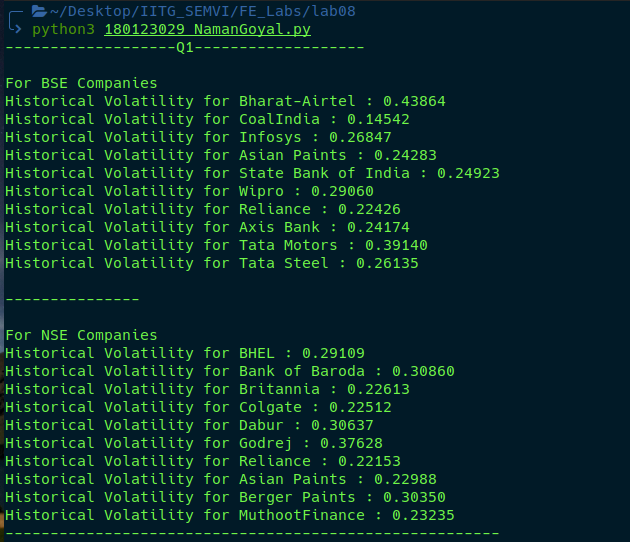 ~/Desktop/IITG_SEMVI/FE_Labs/lab08
python3 180123029_NamanGoyal.py
-------------------Q1-------------------
For BSE Companies
Historical Volatility for Bharat-Airtel : 0.43864
Historical Volatility for CoalIndia : 0.14542
Historical Volatility for Infosys : 0.26847
Historical Volatility for Asian Paints : 0.24283
Historical Volatility for State Bank of India : 0.24923
Historical Volatility for Wipro : 0.29060
Historical Volatility for Reliance : 0.22426
Historical Volatility for Axis Bank : 0.24174
Historical Volatility for Tata Motors : 0.39140
Historical Volatility for Tata Steel : 0.26135
---------------
For NSE Companies
Historical Volatility for BHEL : 0.29109
Historical Volatility for Bank of Baroda : 0.30860
Historical Volatility for Britannia : 0.22613
Historical Volatility for Colgate : 0.22512
Historical Volatility for Dabur : 0.30637
Historical Volatility for Godrej : 0.37628
Historical Volatility for Reliance : 0.22153
Historical Volatility for Asian Paints : 0.22988
Historical Volatility for Berger Paints : 0.30350
Historical Volatility for MuthootFinance : 0.23235
-------------------------------------------------------